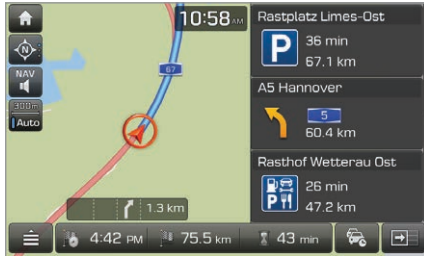 10:58 AM
NAV
300m
Auto
67
1.3 km
4:42 PM
75.5 km
43 min
Rastplatz Limes-Ost
P
36 min
67.1 km
A5 Hannover
5
60.4 km
Rasthof Wetterau Ost
P
26 min
47.2 km